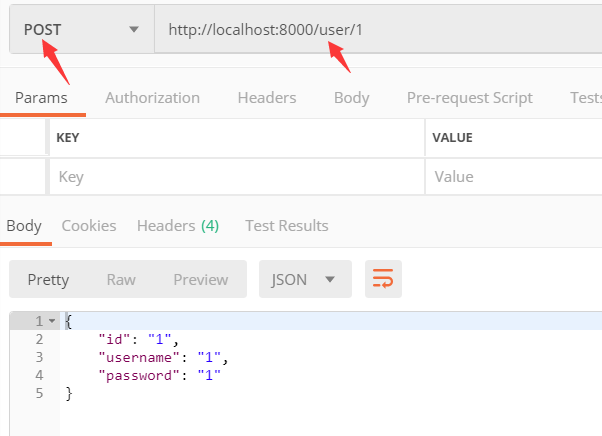 POST http://localhost:8000/user/1
Params Authorization Headers Body Pre-request Script Tests
KEY VALUE
Key Value
Body Cookies Headers (4) Test Results
Pretty Raw Preview JSON
1 {
2 "id": "1",
3 "username": "1",
4 "password": "1"
5 }